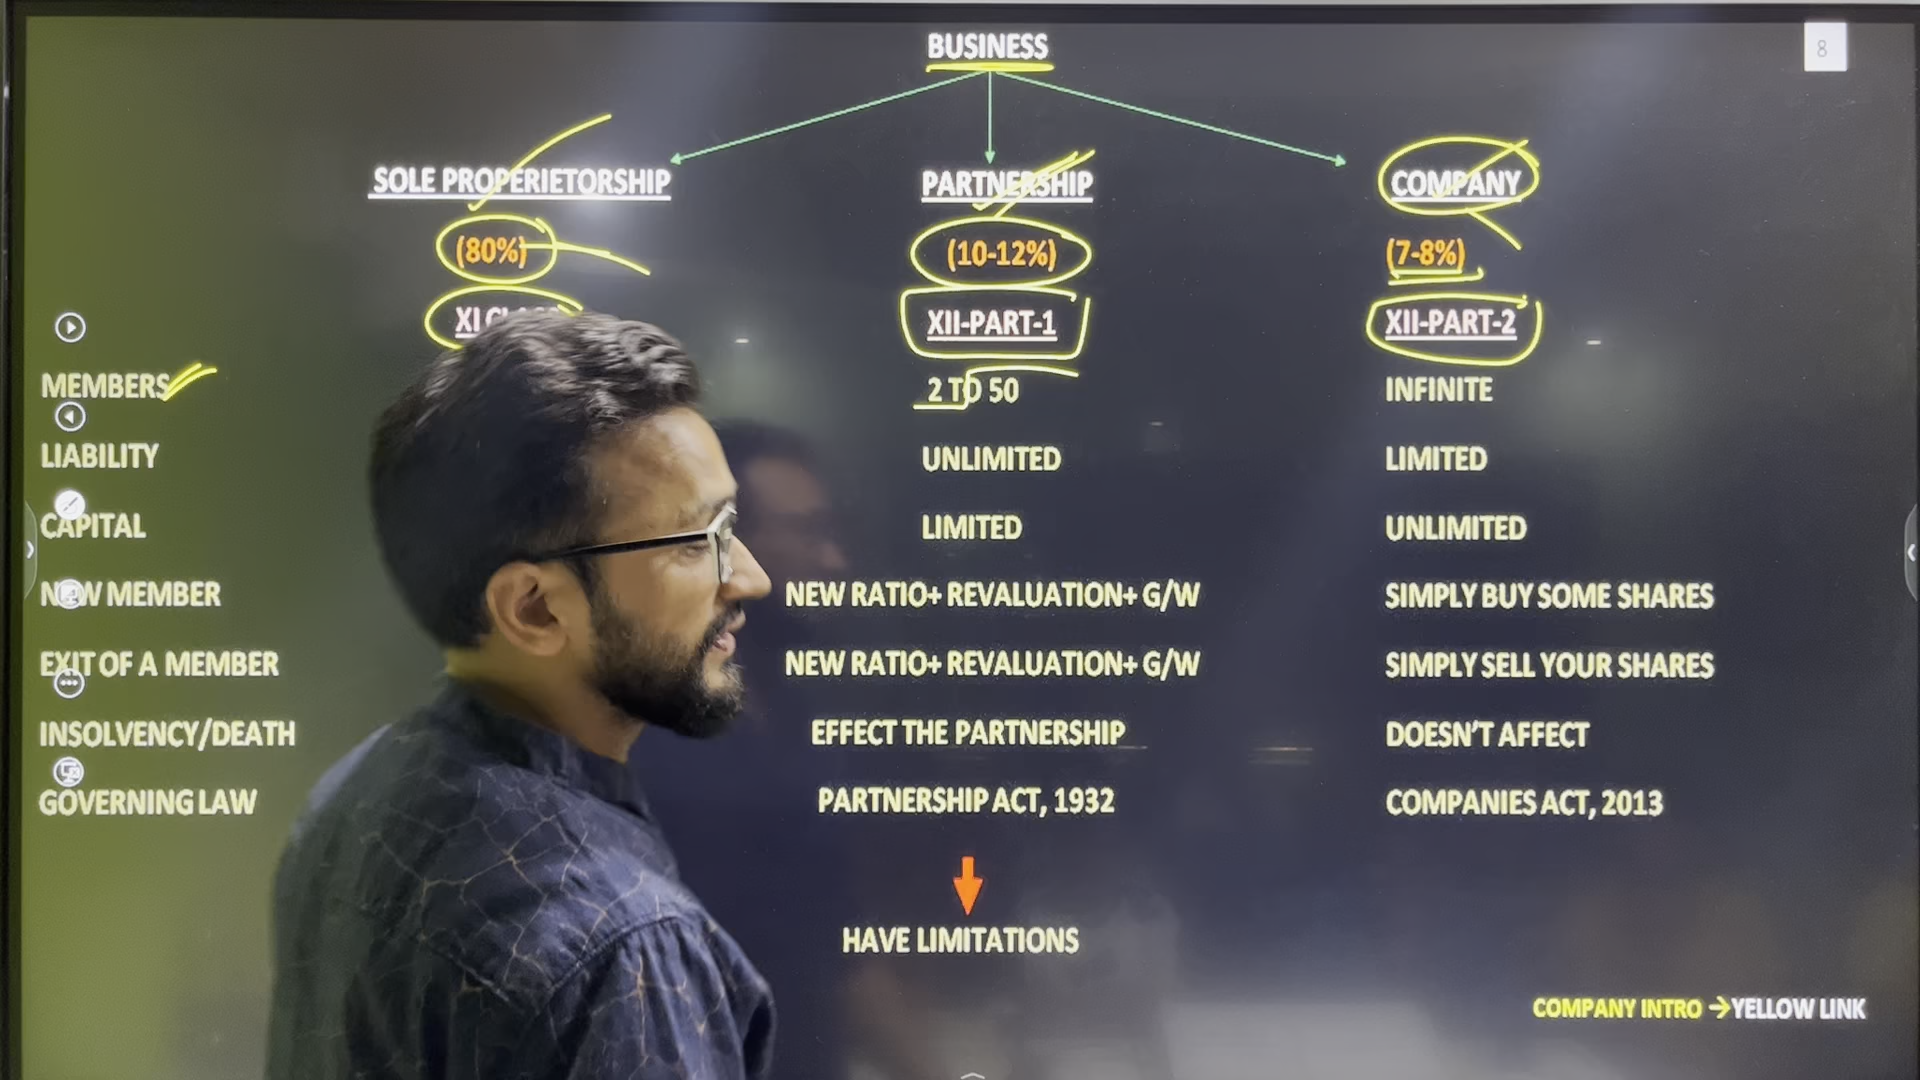 BUSINESS
8
SOLE PROPERIETORSHIP PARTNERSHIP COMPANY
(80%) (10-12%) (7-8%)
XI XII-PART-1 XII-PART-2
MEMBERS 2 TO 50 INFINITE
LIABILITY UNLIMITED LIMITED
CAPITAL LIMITED UNLIMITED
NEW MEMBER NEW RATIO+ REVALUATION+ G/W SIMPLY BUY SOME SHARES
EXIT OF A MEMBER NEW RATIO+ REVALUATION+ G/W SIMPLY SELL YOUR SHARES
INSOLVENCY/DEATH EFFECT THE PARTNERSHIP DOESN'T AFFECT
GOVERNING LAW PARTNERSHIP ACT, 1932 COMPANIES ACT, 2013
HAVE LIMITATIONS
COMPANY INTRO →YELLOW LINK